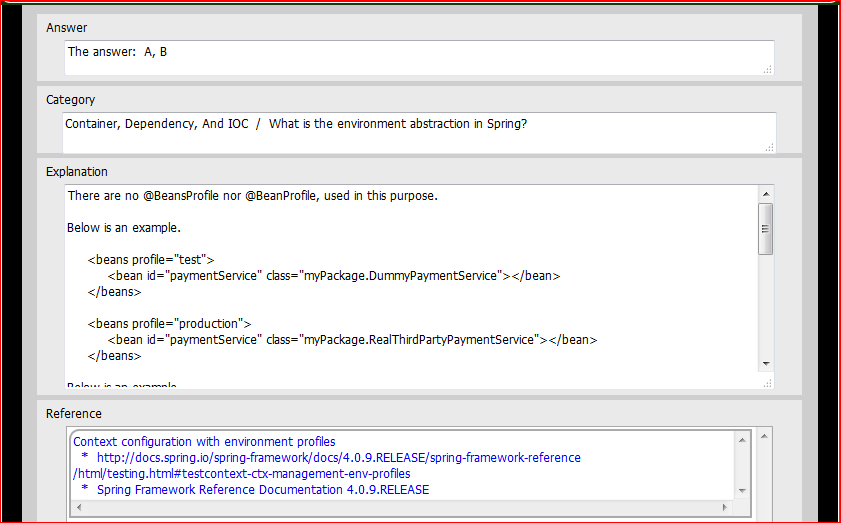 Answer
The answer:  A, B
Category
Container, Dependency, And IOC  /  What is the environment abstraction in Spring?
Explanation
There are no @BeansProfile nor @BeanProfile, used in this purpose.
Below is an example.
<beans profile="test">
<bean id="paymentService" class="myPackage.DummyPaymentService"></bean>
</beans>
<beans profile="production">
<bean id="paymentService" class="myPackage.RealThirdPartyPaymentService"></bean>
</beans>
Below is an example
Reference
Context configuration with environment profiles
*  http://docs.spring.io/spring-framework/docs/4.0.9.RELEASE/spring-framework-reference
/html/testing.html#testcontext-ctx-management-env-profiles
*  Spring Framework Reference Documentation 4.0.9.RELEASE